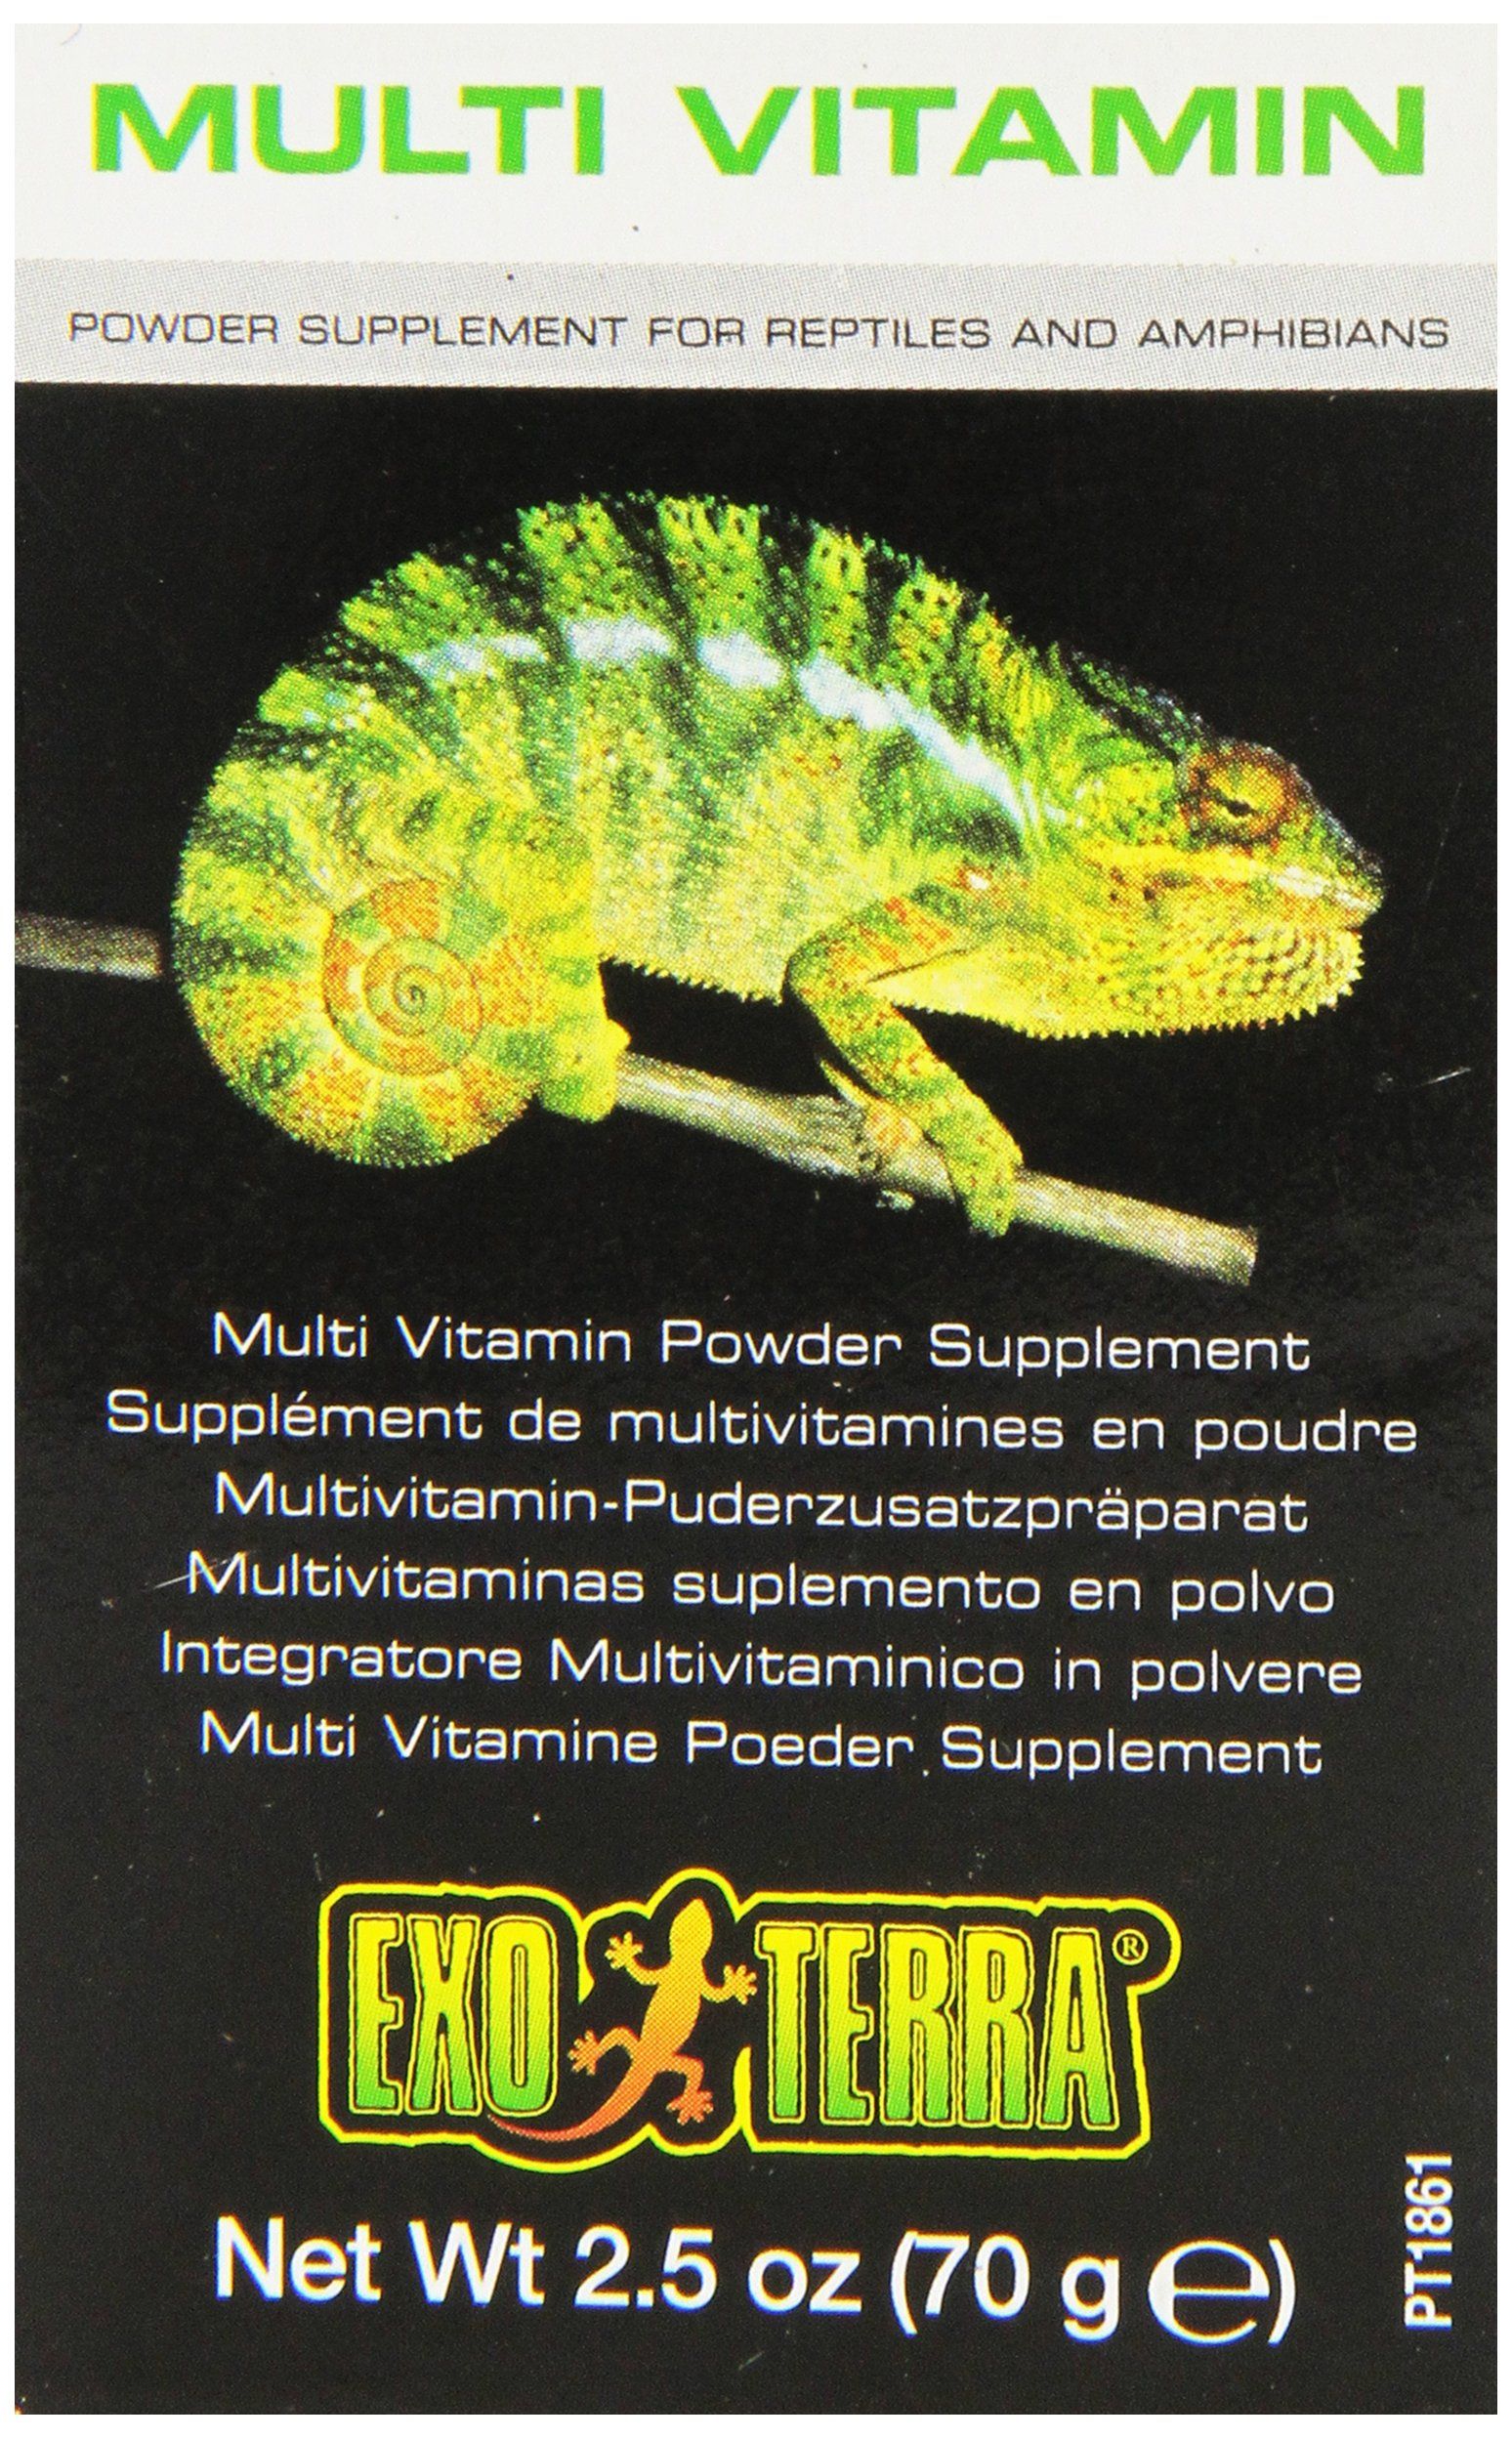 MULTI VITAMIN
POWDER SUPPLEMENT FOR REPTILES AND AMPHIBIANS
Multi Vitamin Powder Supplement
Supplément de multivitamines en poudre
Multivitamin-Puderzusatzpräparat
Multivitaminas suplemento en polvo
Integratore Multivitaminico in polvere
Multi Vitamine Poeder Supplement
EXO TERRA®
Net Wt 2.5 oz (70 g ℮)
PT1861